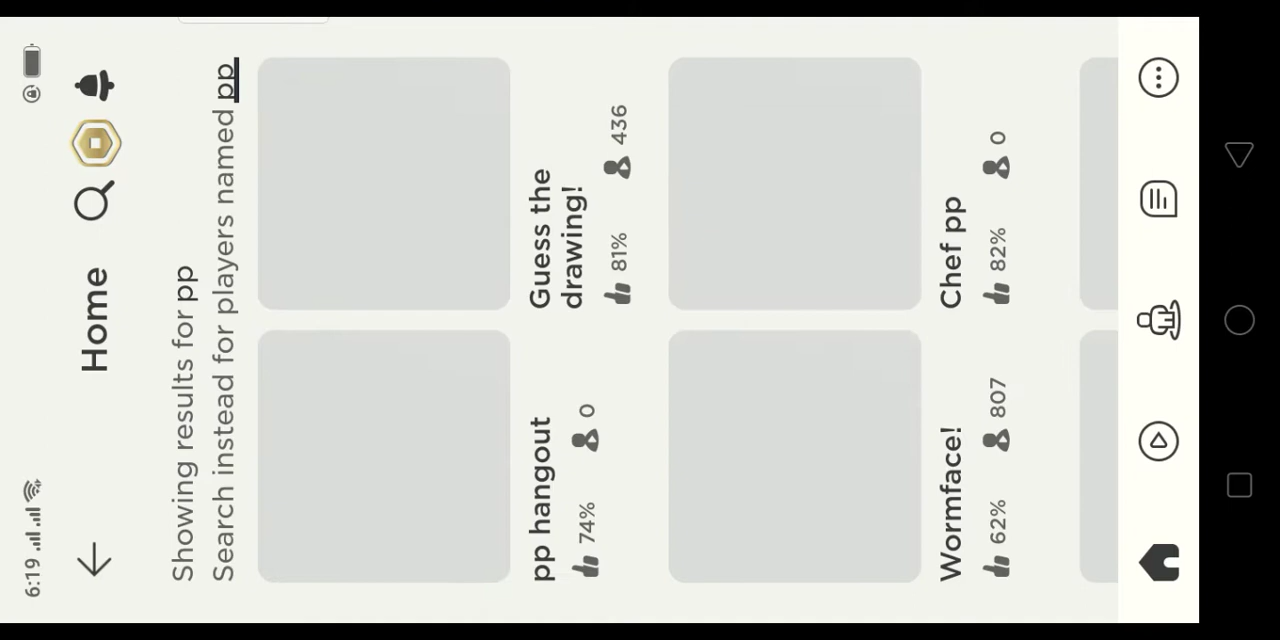 6:19
Home
Showing results for pp
Search instead for players named pp
pp hangout
74% 0
Guess the
drawing!
81% 436
Wormface!
62% 807
Chef pp
82% 0